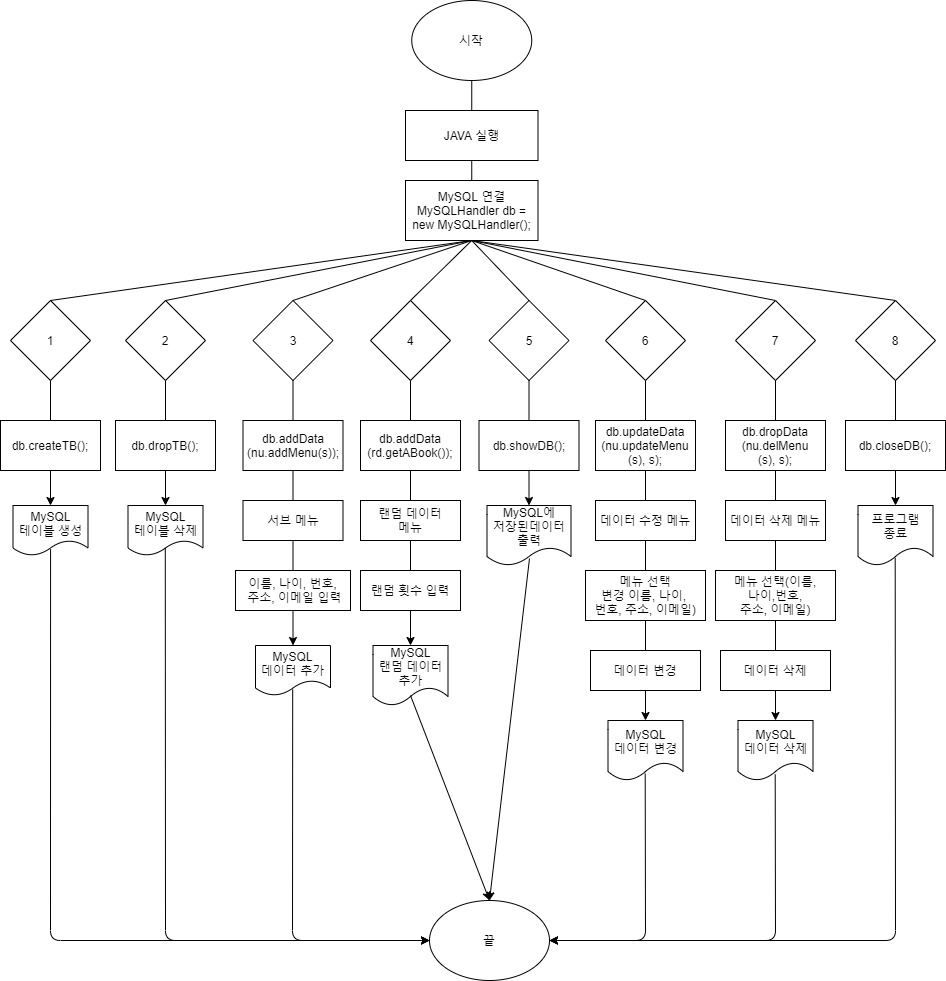 시작
JAVA 실행
MySQL 연결
MySQLHandler db =
new MySQLHandler();
1
2
3
4
5
6
7
8
db.createTB();
db.dropTB();
db.addData
(nu.addMenu(s));
db.addData
(rd.getABook());
db.showDB();
db.updateData
(nu.updateMenu
(s), s);
db.dropData
(nu.delMenu
(s), s);
db.closeDB();
MySQL
테이블 생성
MySQL
테이블 삭제
서브 메뉴
랜덤 데이터
메뉴
MySQL에
저장된데이터
출력
데이터 수정 메뉴
데이터 삭제 메뉴
프로그램
종료
이름, 나이, 번호,
주소, 이메일 입력
랜덤 횟수 입력
메뉴 선택
변경 이름, 나이,
번호, 주소, 이메일)
메뉴 선택(이름,
나이,번호,
주소, 이메일)
MySQL
데이터 추가
MySQL
랜덤 데이터
추가
데이터 변경
데이터 삭제
MySQL
데이터 변경
MySQL
데이터 삭제
끝